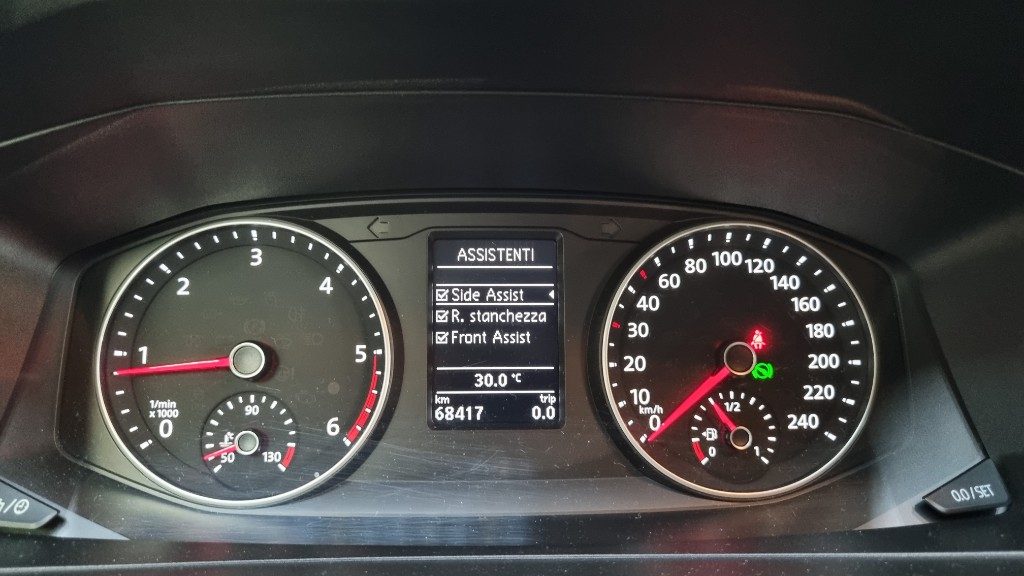 3
2
4
1
5
1/min
x 1000
0
6
90
50
130
ASSISTENTI
Side Assist
R. stanchezza
Front Assist
30.0 °C
km
trip
68417
0.0
80
100
120
60
140
40
160
30
180
20
200
10
220
km/h
0
240
1/2
0
1
0.0/SET